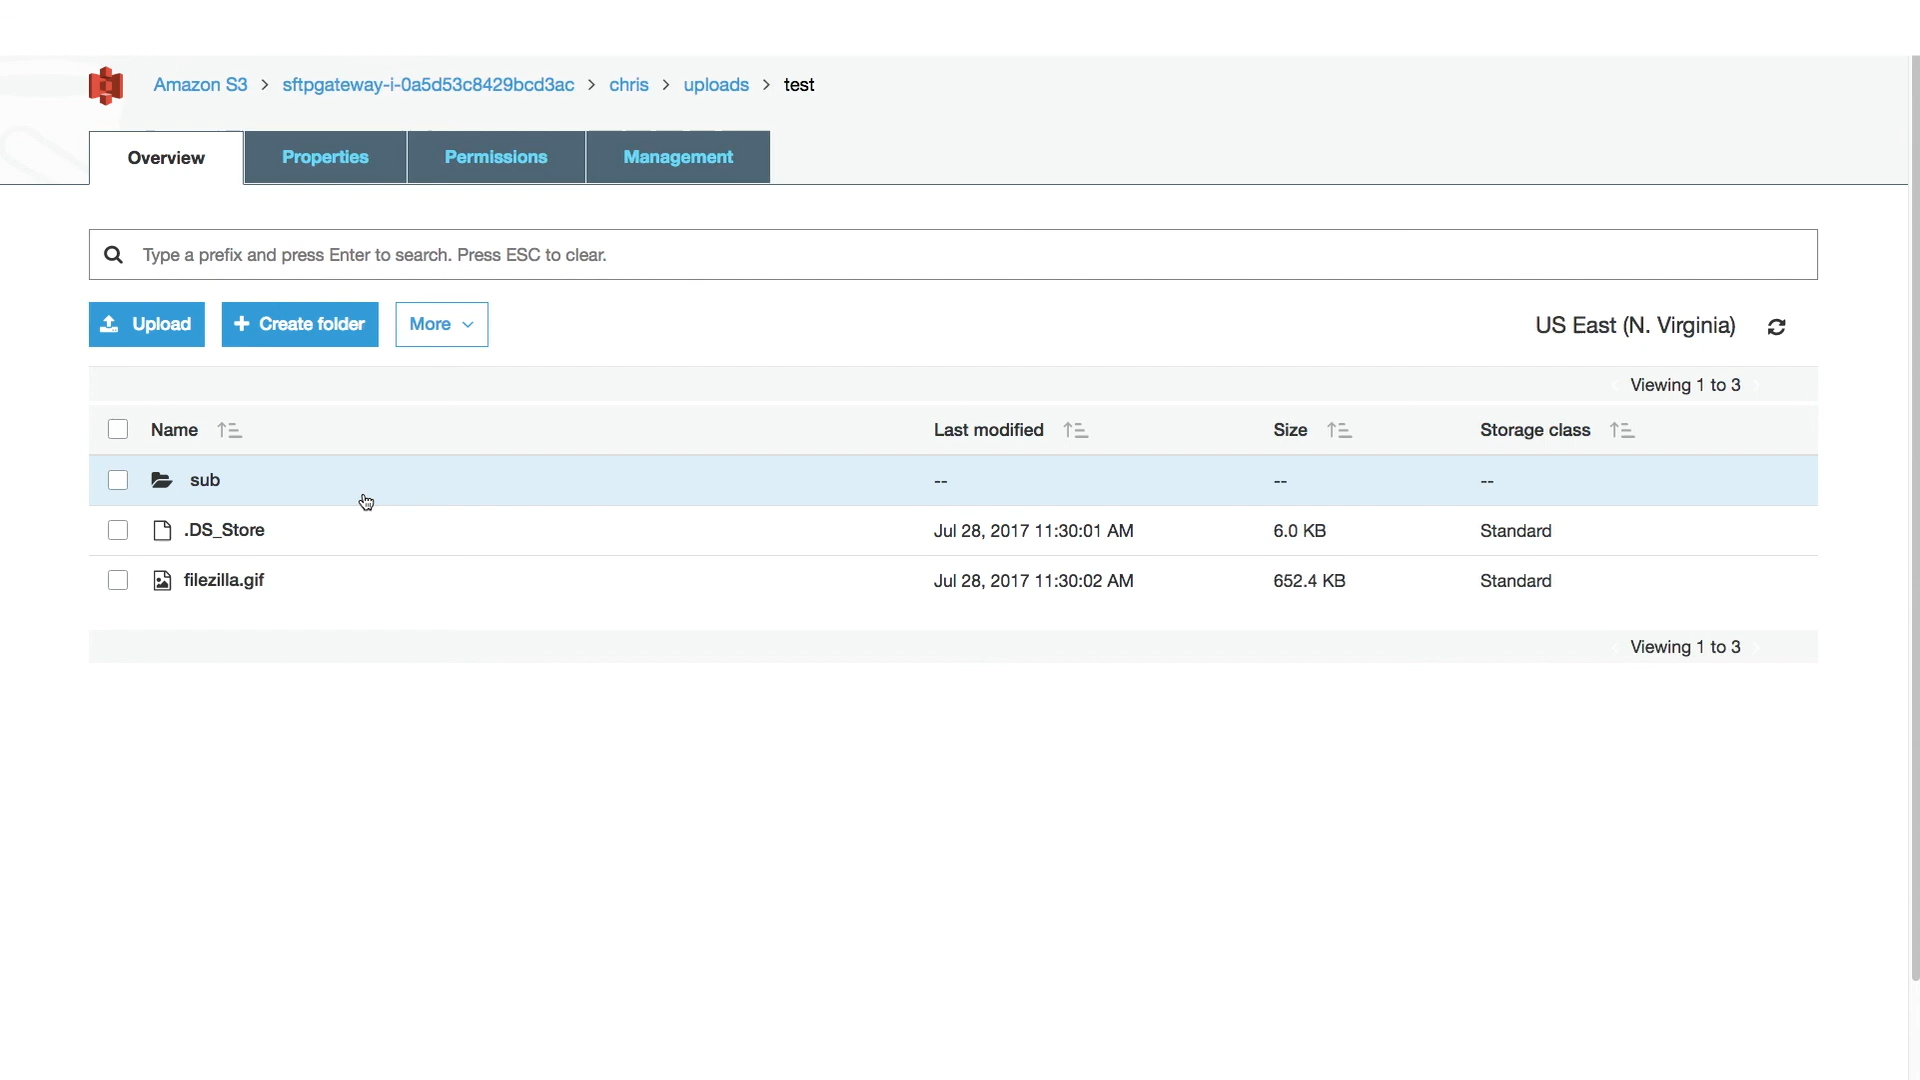 Amazon S3 > sftpgateway-i-0a5d53c8429bcd3ac > chris > uploads > test
Overview Properties Permissions Management
Type a prefix and press Enter to search. Press ESC to clear.
Upload + Create folder More US East (N. Virginia)
Viewing 1 to 3
Name Last modified Size Storage class
sub -- -- --
.DS_Store Jul 28, 2017 11:30:01 AM 6.0 KB Standard
filezilla.gif Jul 28, 2017 11:30:02 AM 652.4 KB Standard
Viewing 1 to 3